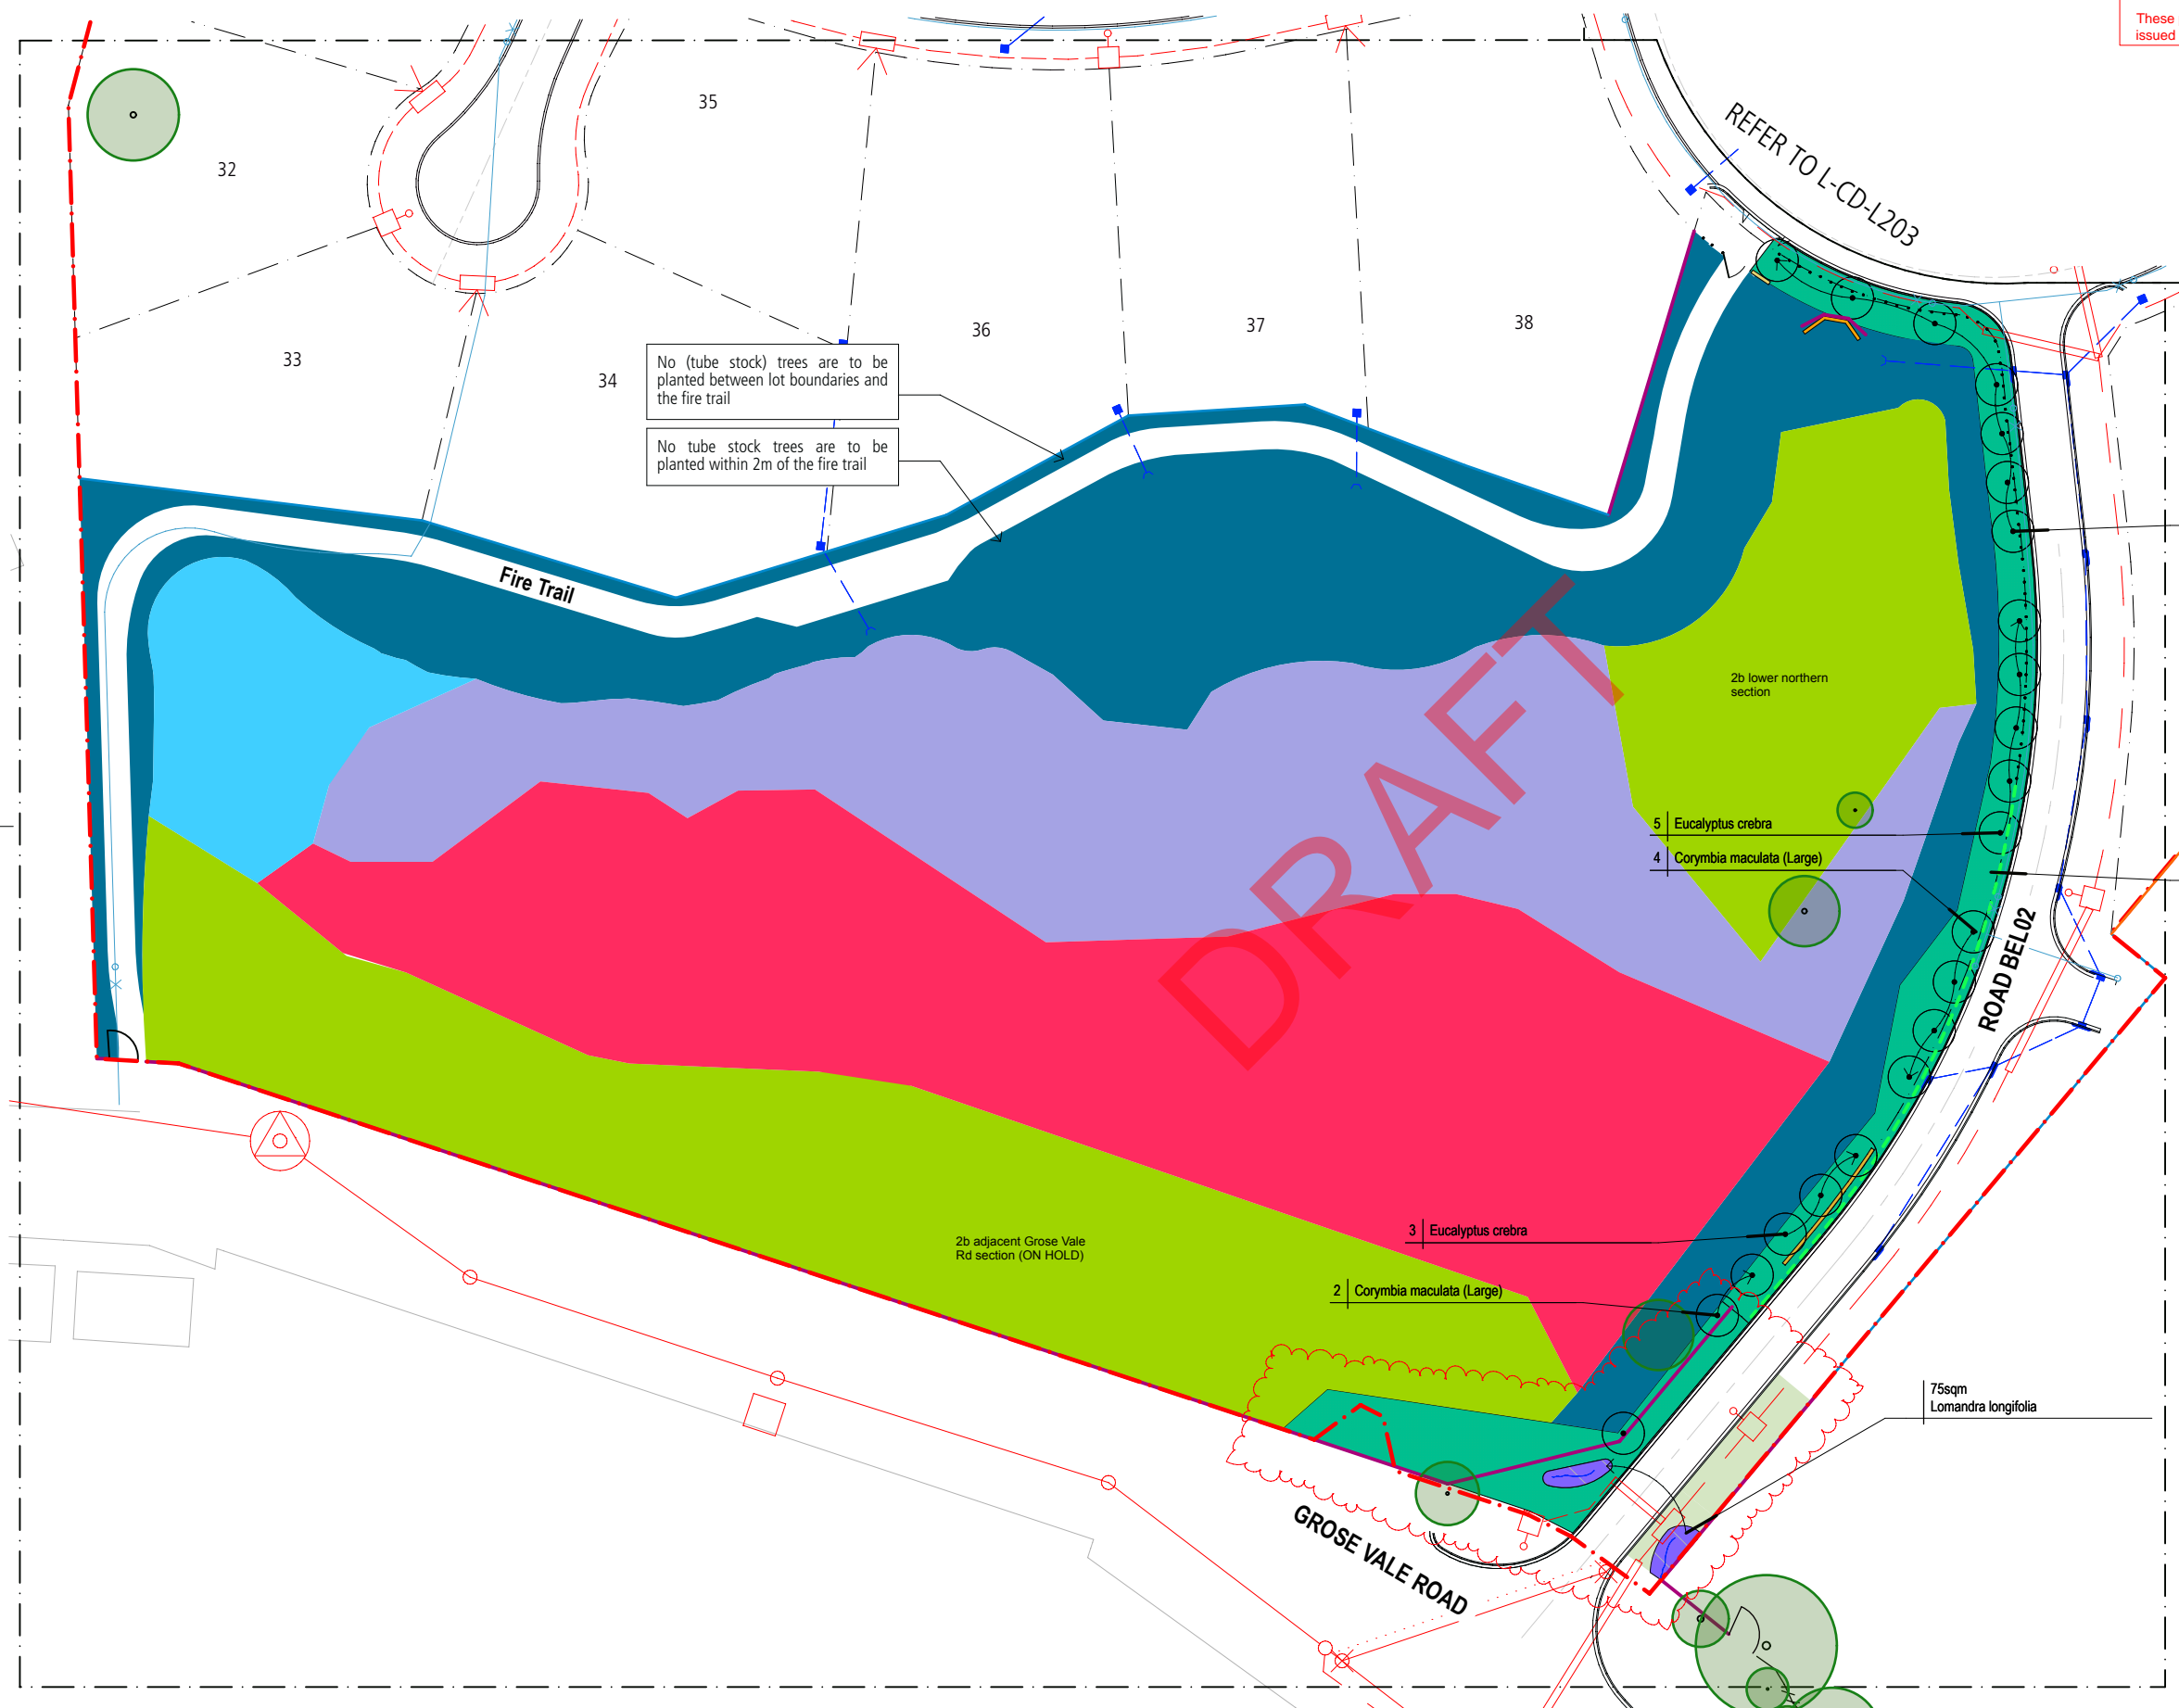 These
issued
35
32
REFER TO L-CD-L203
36
37
38
33
34
No (tube stock) trees are to be
planted between lot boundaries and
the fire trail
No tube stock trees are to be
planted within 2m of the fire trail
Fire Trail
2b lower northern
section
5 Eucalyptus crebra
4 Corymbia maculata (Large)
ROAD BEL02
DRAFT
3 Eucalyptus crebra
2b adjacent Grose Vale
Rd section (ON HOLD)
2 Corymbia maculata (Large)
75sqm
Lomandra longifolia
GROSE VALE ROAD